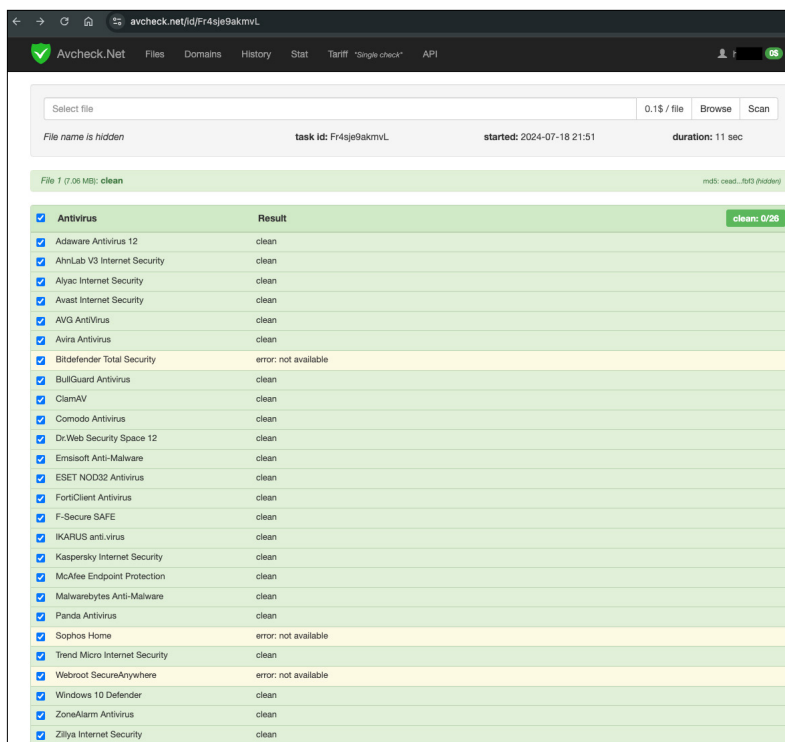 avcheck.net/id/Fr4sje9akmvL
Avcheck.Net Files Domains History Stat Tariff "Single check" API 0$
Select file 0.1$ / file Browse Scan
File name is hidden task id: Fr4sje9akmvL started: 2024-07-18 21:51 duration: 11 sec
File 1 (7.06 MB): clean md5: cead...fbf3 (hidden)
Antivirus Result clean: 0/26
Adaware Antivirus 12 clean
AhnLab V3 Internet Security clean
Alyac Internet Security clean
Avast Internet Security clean
AVG AntiVirus clean
Avira Antivirus clean
Bitdefender Total Security error: not available
BullGuard Antivirus clean
ClamAV clean
Comodo Antivirus clean
Dr.Web Security Space 12 clean
Emsisoft Anti-Malware clean
ESET NOD32 Antivirus clean
FortiClient Antivirus clean
F-Secure SAFE clean
IKARUS anti.virus clean
Kaspersky Internet Security clean
McAfee Endpoint Protection clean
Malwarebytes Anti-Malware clean
Panda Antivirus clean
Sophos Home error: not available
Trend Micro Internet Security clean
Webroot SecureAnywhere error: not available
Windows 10 Defender clean
ZoneAlarm Antivirus clean
Zillya Internet Security clean